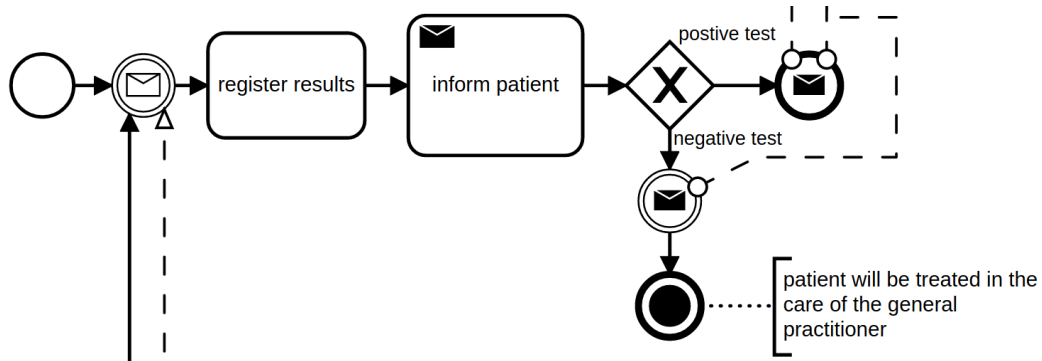 postive test
register results
inform patient
negative test
patient will be treated in the
care of the general
practitioner